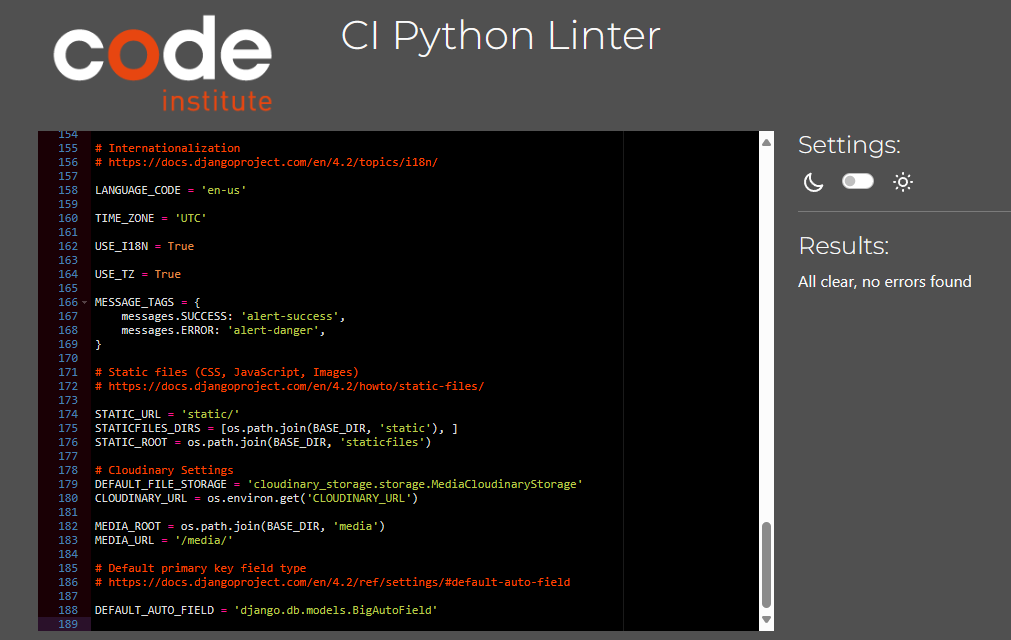 code
institute
CI Python Linter
154
155 # Internationalization
156 # https://docs.djangoproject.com/en/4.2/topics/i18n/
157
158 LANGUAGE_CODE = 'en-us'
159
160 TIME_ZONE = 'UTC'
161
162 USE_I18N = True
163
164 USE_TZ = True
165
166 MESSAGE_TAGS = {
167     messages.SUCCESS: 'alert-success',
168     messages.ERROR: 'alert-danger',
169 }
170
171 # Static files (CSS, JavaScript, Images)
172 # https://docs.djangoproject.com/en/4.2/howto/static-files/
173
174 STATIC_URL = 'static/'
175 STATICFILES_DIRS = [os.path.join(BASE_DIR, 'static'), ]
176 STATIC_ROOT = os.path.join(BASE_DIR, 'staticfiles')
177
178 # Cloudinary Settings
179 DEFAULT_FILE_STORAGE = 'cloudinary_storage.storage.MediaCloudinaryStorage'
180 CLOUDINARY_URL = os.environ.get('CLOUDINARY_URL')
181
182 MEDIA_ROOT = os.path.join(BASE_DIR, 'media')
183 MEDIA_URL = '/media/'
184
185 # Default primary key field type
186 # https://docs.djangoproject.com/en/4.2/ref/settings/#default-auto-field
187
188 DEFAULT_AUTO_FIELD = 'django.db.models.BigAutoField'
189
Settings:
Results:
All clear, no errors found